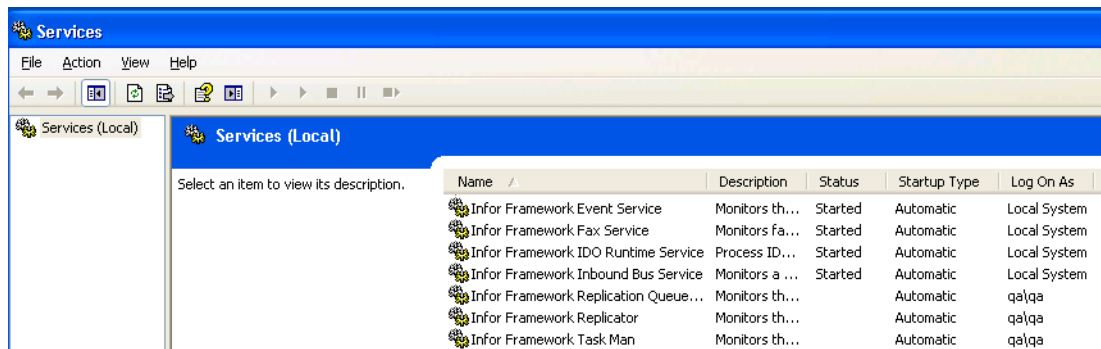 Services
File Action View Help
Services (Local)
Services (Local)
Select an item to view its description.
Name Description Status Startup Type Log On As
Infor Framework Event Service Monitors th... Started Automatic Local System
Infor Framework Fax Service Monitors fa... Started Automatic Local System
Infor Framework IDO Runtime Service Process ID... Started Automatic Local System
Infor Framework Inbound Bus Service Monitors a ... Started Automatic Local System
Infor Framework Replication Queue... Monitors th... Automatic qa\qa
Infor Framework Replicator Monitors th... Automatic qa\qa
Infor Framework Task Man Monitors th... Automatic qa\qa